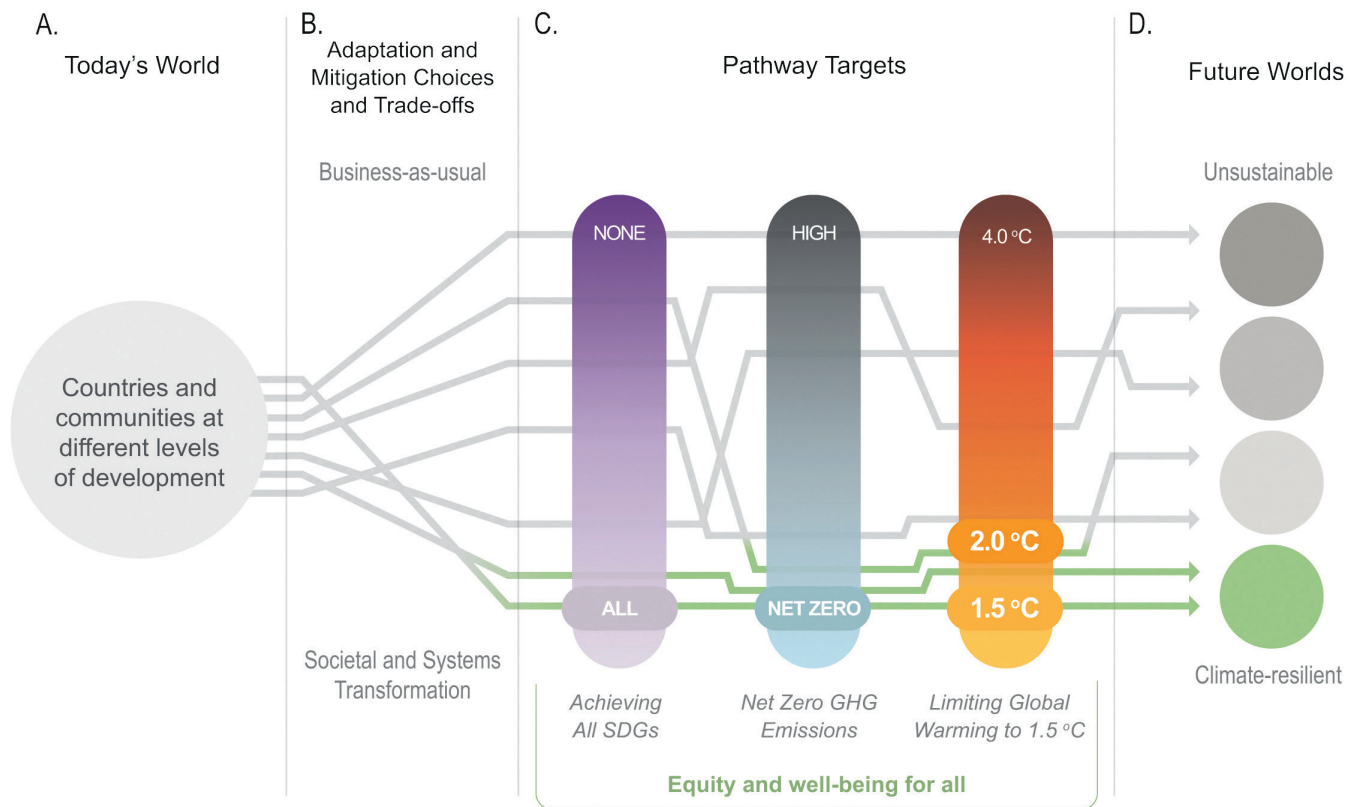 A.
Today's World
B.
Adaptation and
Mitigation Choices
and Trade-offs
C.
Pathway Targets
D.
Future Worlds
Business-as-usual
Unsustainable
NONE
HIGH
4.0 °C
Countries and
communities at
different levels
of development
2.0 °C
ALL
NET ZERO
1.5 °C
Societal and Systems
Transformation
Climate-resilient
Achieving
All SDGs
Net Zero GHG
Emissions
Limiting Global
Warming to 1.5 °C
Equity and well-being for all